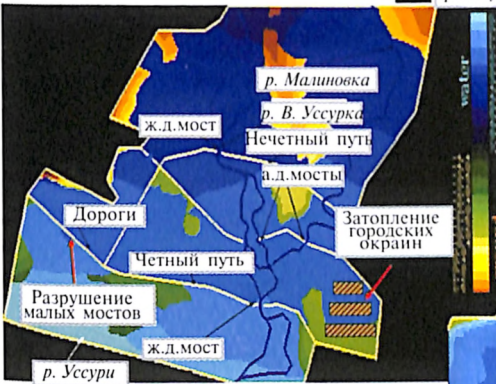 р. Малиновка
р. В. Уссурка
Нечетный путь
ж.д.мост
а.д.мосты
water
Дороги
Затопление
городских
окраин
Четный путь
Разрушение
малых мостов
ж.д.мост
р. Уссури